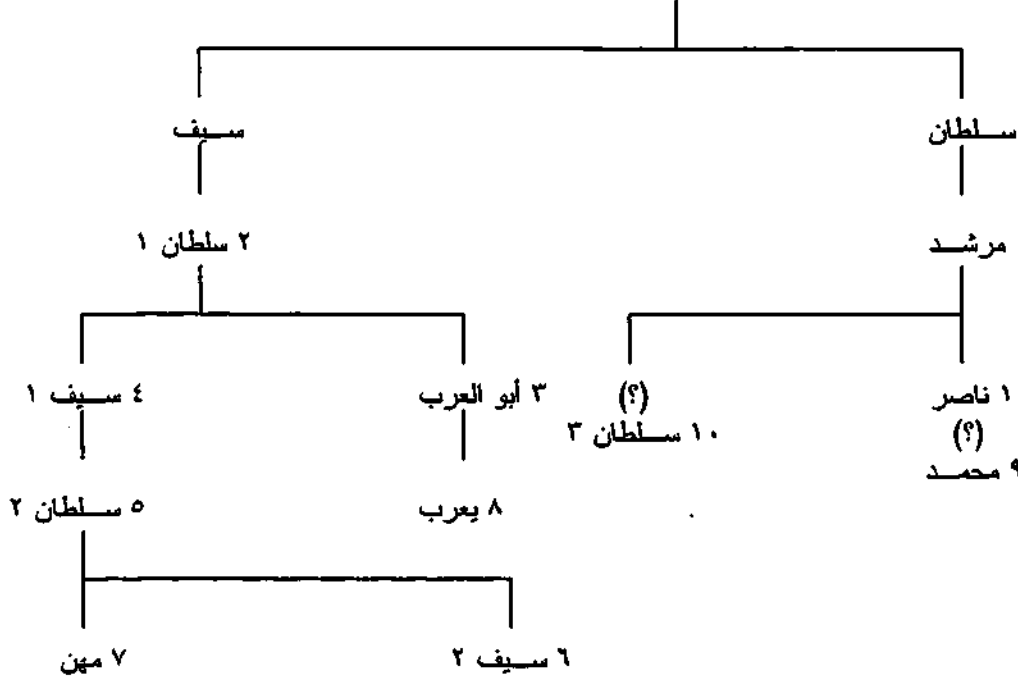 سلطان سيف
مرشد ٢ سلطان ١
١ ناصر (؟) ٣ أبو العرب ٤ سيف ١
(؟) ١٠ سلطان ٣
٩ محمد
٨ يعرب ٥ سلطان ٢
٦ سيف ٢ ٧ مهن